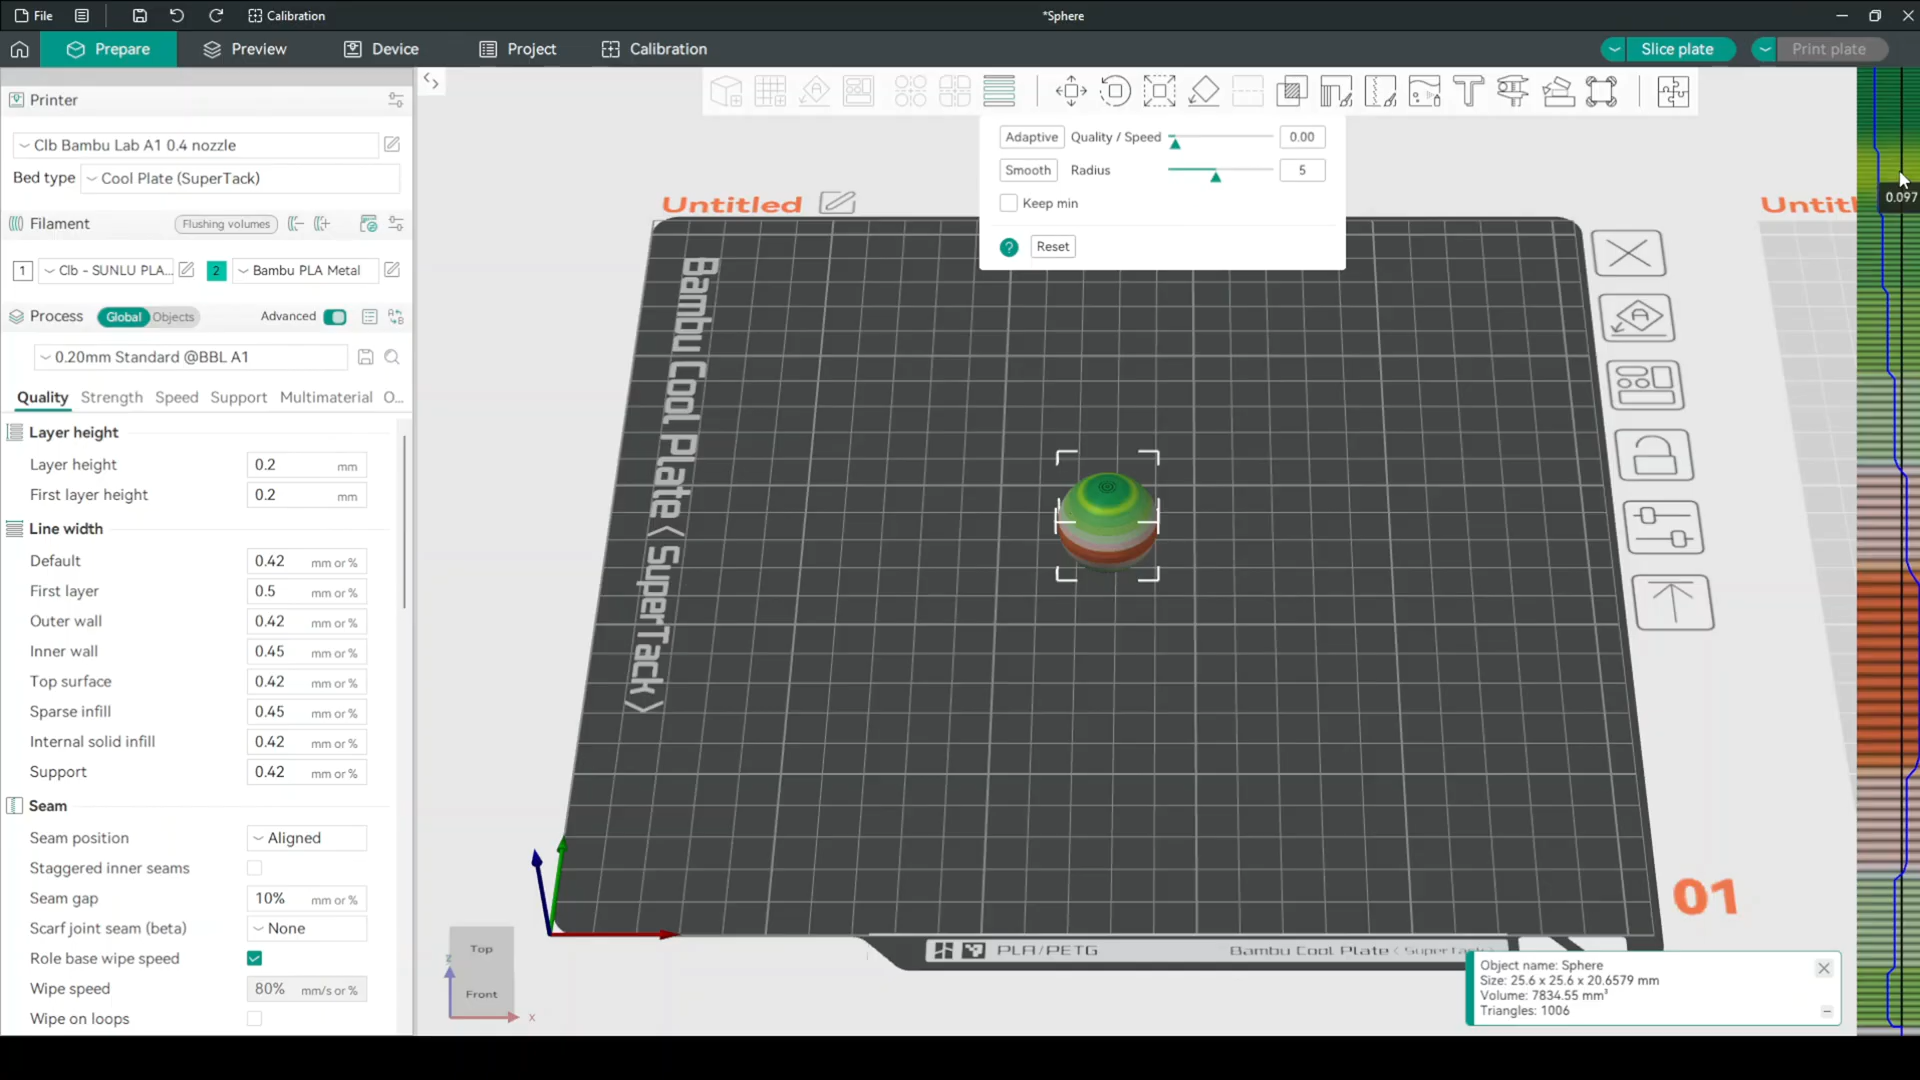 File
Calibration
*Sphere
Prepare
Preview
Device
Project
Calibration
Slice plate
Print plate
Printer
Clb Bambu Lab A1 0.4 nozzle
Bed type
Cool Plate (SuperTack)
Filament
Flushing volumes
1
Clb - SUNLU PLA...
2
Bambu PLA Metal
Process
Global
Objects
Advanced
0.20mm Standard @BBL A1
Quality
Strength
Speed
Support
Multimaterial
O...
Layer height
Layer height
0.2 mm
First layer height
0.2 mm
Line width
Default
0.42 mm or %
First layer
0.5 mm or %
Outer wall
0.42 mm or %
Inner wall
0.45 mm or %
Top surface
0.42 mm or %
Sparse infill
0.45 mm or %
Internal solid infill
0.42 mm or %
Support
0.42 mm or %
Seam
Seam position
Aligned
Staggered inner seams
Seam gap
10% mm or %
Scarf joint seam (beta)
None
Role base wipe speed
Wipe speed
80% mm/s or %
Wipe on loops
Adaptive
Quality / Speed
0.00
Smooth
Radius
5
Keep min
?
Reset
Untitled
Bambu Cool Plate <SuperTack>
0.097
01
PLA/PETG
Bambu Cool Plate <SuperTack>
Top
Front
z
x
Object name: Sphere
Size: 25.6 x 25.6 x 20.6579 mm
Volume: 7834.55 mm³
Triangles: 1006